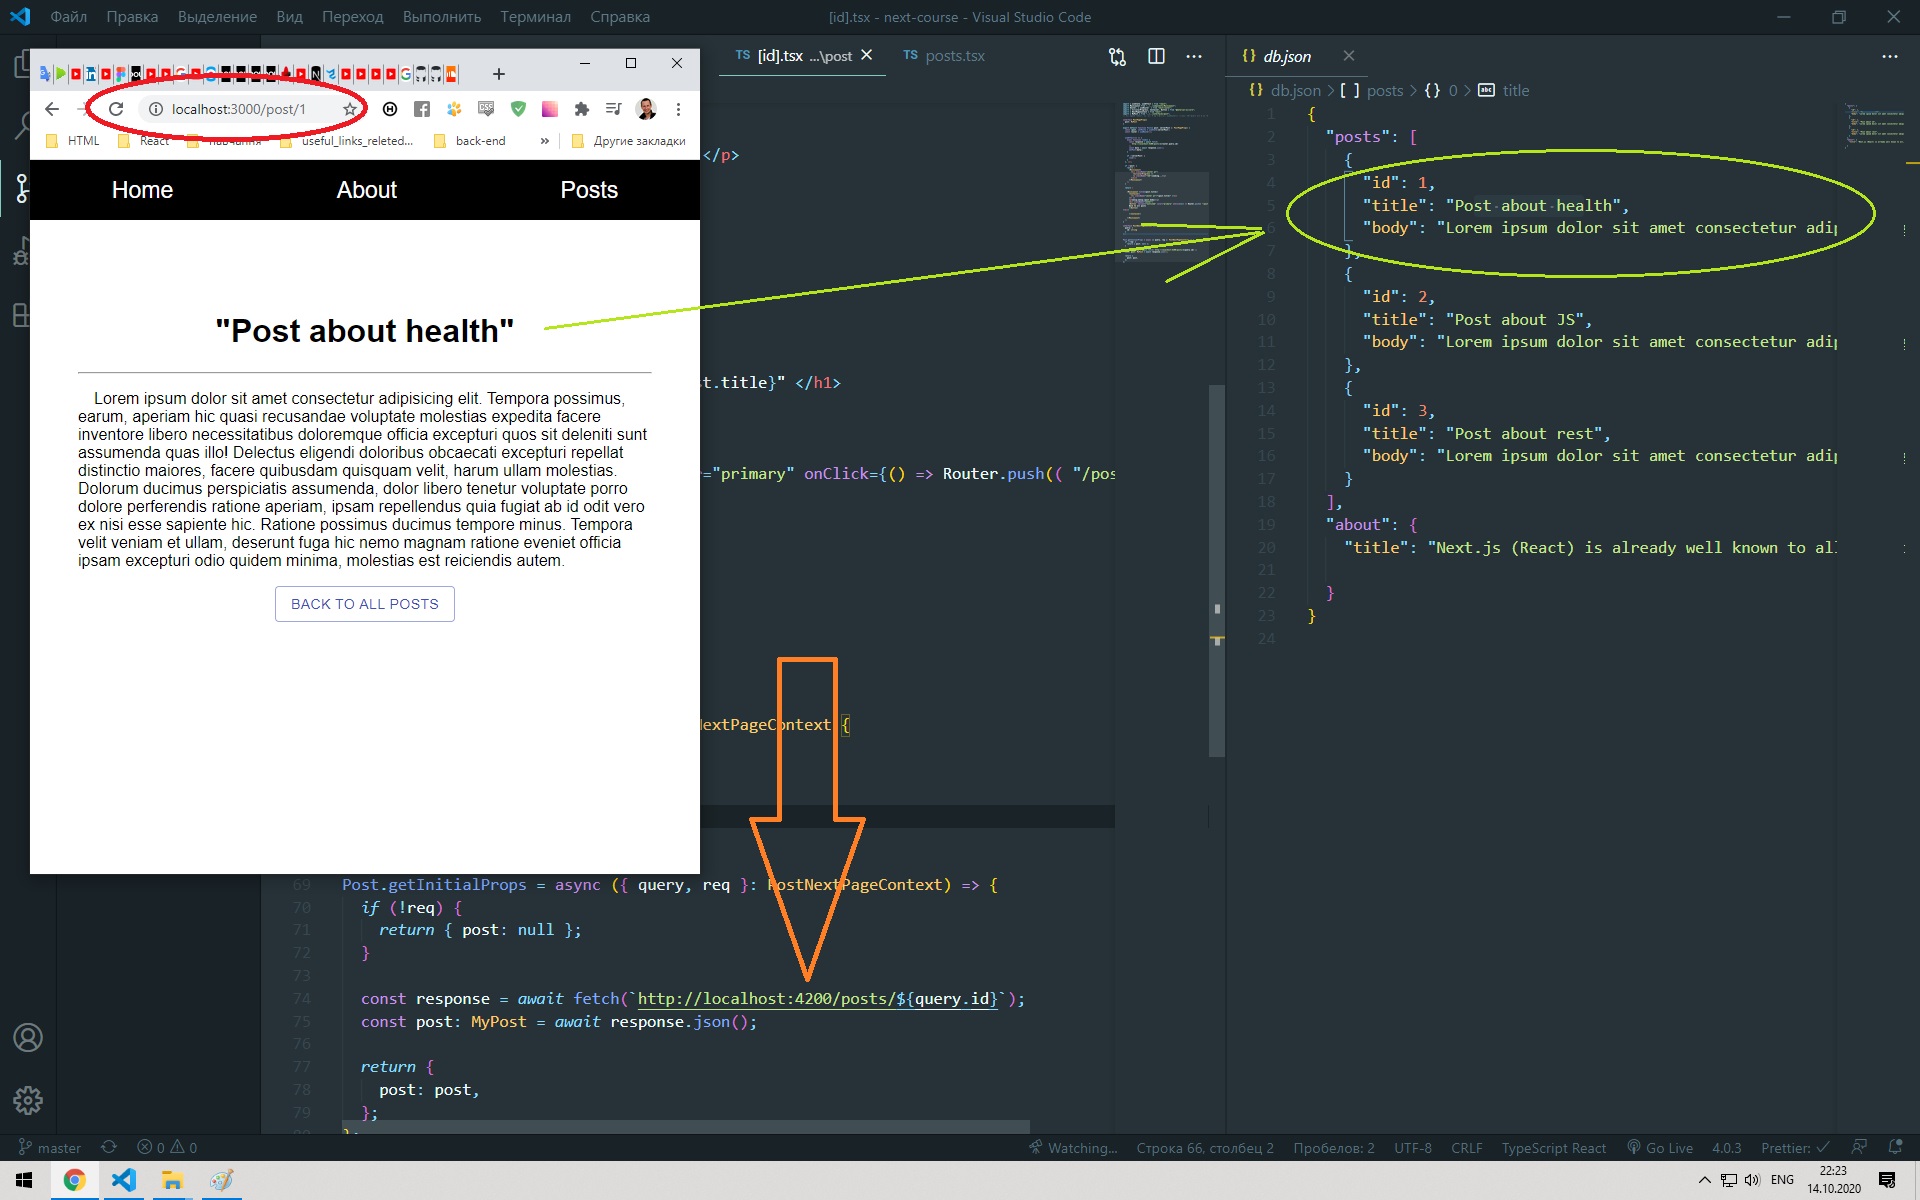 Файл Правка Выделение Вид Переход Выполнить Терминал Справка
[id].tsx - next-course - Visual Studio Code
TS [id].tsx ...\post
TS posts.tsx
{} db.json
{} db.json > [ ] posts > {} 0 > abc title
localhost:3000/post/1
HTML
React
навчання
useful_links_releted...
back-end
»
Другие закладки
Home
About
Posts
"Post about health"
Lorem ipsum dolor sit amet consectetur adipisicing elit. Tempora possimus,
earum, aperiam hic quasi recusandae voluptate molestias expedita facere
inventore libero necessitatibus doloremque officia excepturi quos sit deleniti sunt
assumenda quas illo! Delectus eligendi doloribus obcaecati excepturi repellat
distinctio maiores, facere quibusdam quisquam velit, harum ullam molestias.
Dolorum ducimus perspiciatis assumenda, dolor libero tenetur voluptate porro
dolore perferendis ratione aperiam, ipsam repellendus quia fugiat ab id odit vero
ex nisi esse sapiente hic. Ratione possimus ducimus tempore minus. Tempora
velit veniam et ullam, deserunt fuga hic nemo magnam ratione eveniet officia
ipsam excepturi odio quidem minima, molestias est reiciendis autem.
BACK TO ALL POSTS
</p>
t.title}" </h1>
="primary" onClick={() => Router.push(( "/pos
NextPageContext {
69 Post.getInitialProps = async ({ query, req }: PostNextPageContext) => {
70 if (!req) {
71 return { post: null };
72 }
73
74 const response = await fetch(`http://localhost:4200/posts/${query.id}`);
75 const post: MyPost = await response.json();
76
77 return {
78 post: post,
79 };
80 };
1 {
2 "posts": [
3 {
4 "id": 1,
5 "title": "Post about health",
6 "body": "Lorem ipsum dolor sit amet consectetur adip
7 },
8 {
9 "id": 2,
10 "title": "Post about JS",
11 "body": "Lorem ipsum dolor sit amet consectetur adip
12 },
13 {
14 "id": 3,
15 "title": "Post about rest",
16 "body": "Lorem ipsum dolor sit amet consectetur adip
17 }
18 ],
19 "about": {
20 "title": "Next.js (React) is already well known to al
21
22 }
23 }
24
master
0 0
Watching...
Строка 66, столбец 2
Пробелов: 2
UTF-8
CRLF
TypeScript React
Go Live
4.0.3
Prettier: ✓
ENG
22:23
14.10.2020